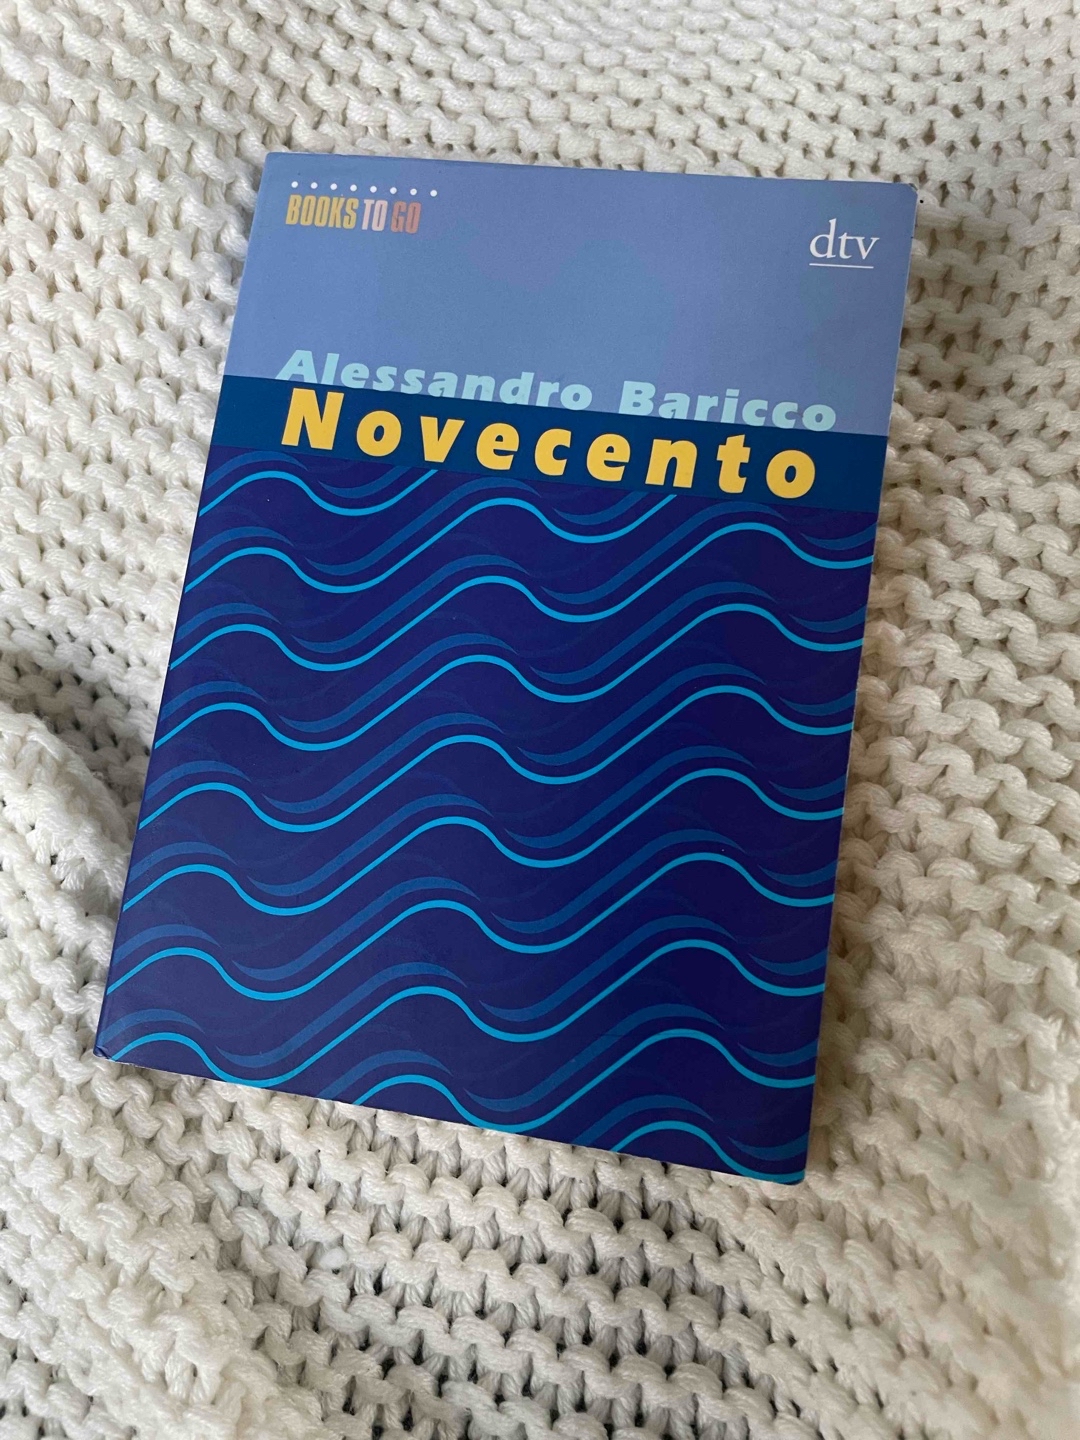 BOOKS TO GO
dtv
Alessandro Baricco
Novecento